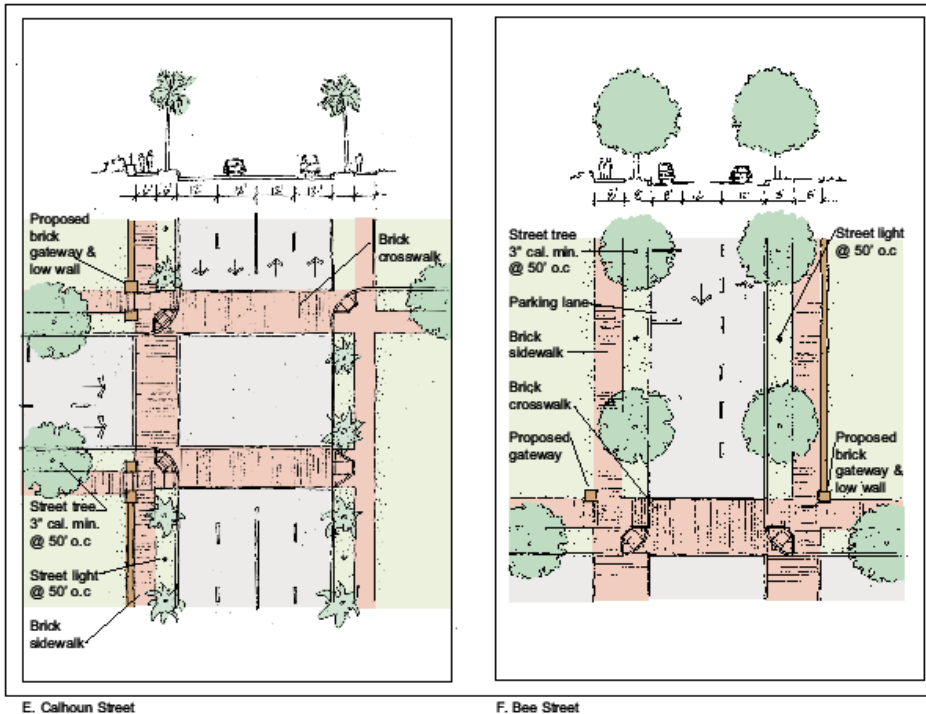 Proposed
brick
gateway &
low wall
Brick
crosswalk
Street tree
3" cal. min.
@ 50' o.c
Street light
@ 50' o.c
Brick
sidewalk
E. Calhoun Street
Street tree
3" cal. min.
@ 50' o.c
Street light
@ 50' o.c
Parking lane
Brick
sidewalk
Brick
crosswalk
Proposed
gateway
Proposed
brick
gateway &
low wall
F. Bee Street